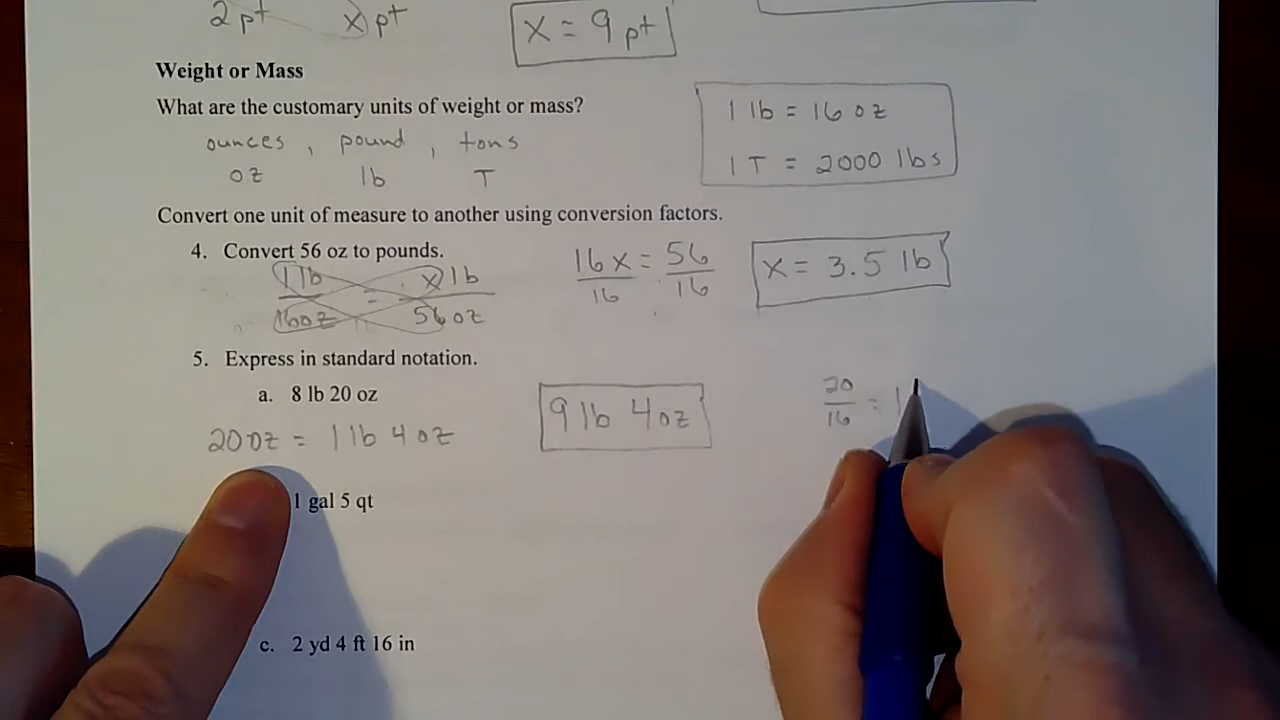 2 pt x pt x = 9 pt
Weight or Mass
What are the customary units of weight or mass?
ounces , pound , tons
oz lb T
1 lb = 16 oz
1 T = 2000 lbs
Convert one unit of measure to another using conversion factors.
4. Convert 56 oz to pounds.
1 lb = x lb
16 oz 56 oz
16x = 56
16 16
x = 3.5 lb
5. Express in standard notation.
a. 8 lb 20 oz
20 oz = 1 lb 4 oz
9 lb 4 oz
20
16 = 1
1 gal 5 qt
c. 2 yd 4 ft 16 in